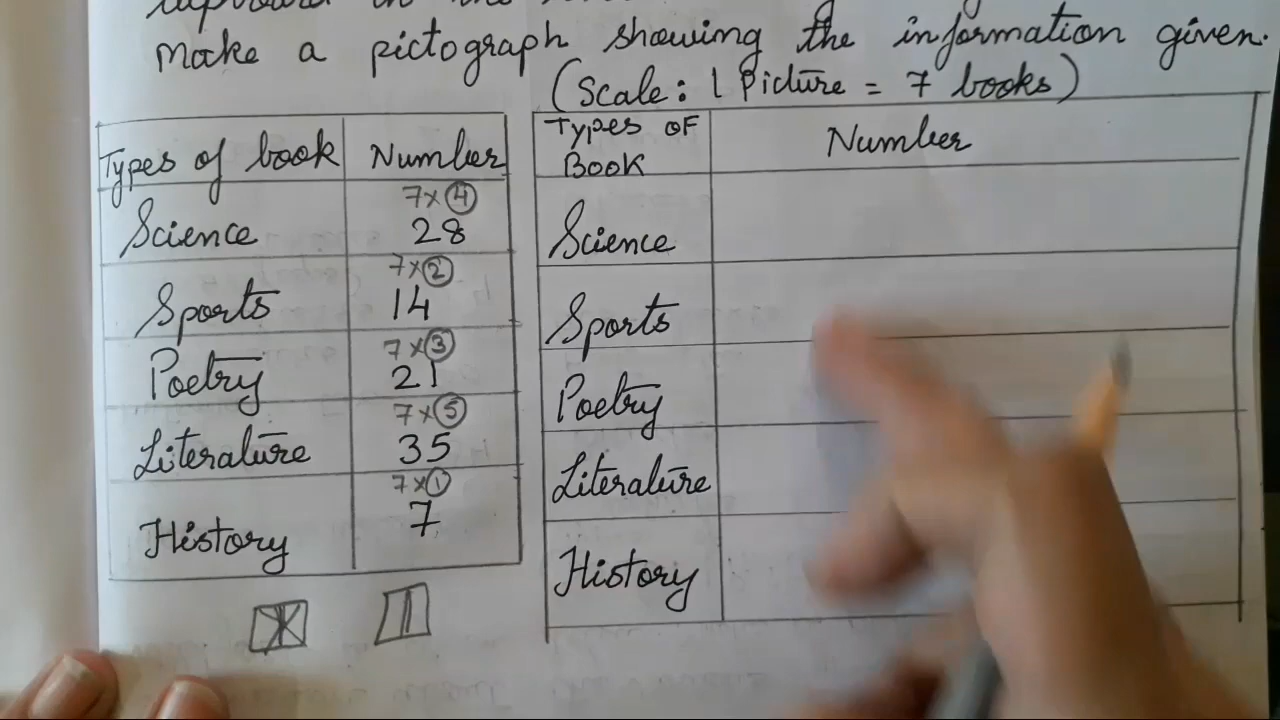 Make a pictograph showing the information given.
(Scale: 1 Picture = 7 books)
Types of book Number
Science 7×4 28
Sports 7×2 14
Poetry 7×3 21
Literature 7×5 35
History 7×1 7
Types of Book Number
Science
Sports
Poetry
Literature
History